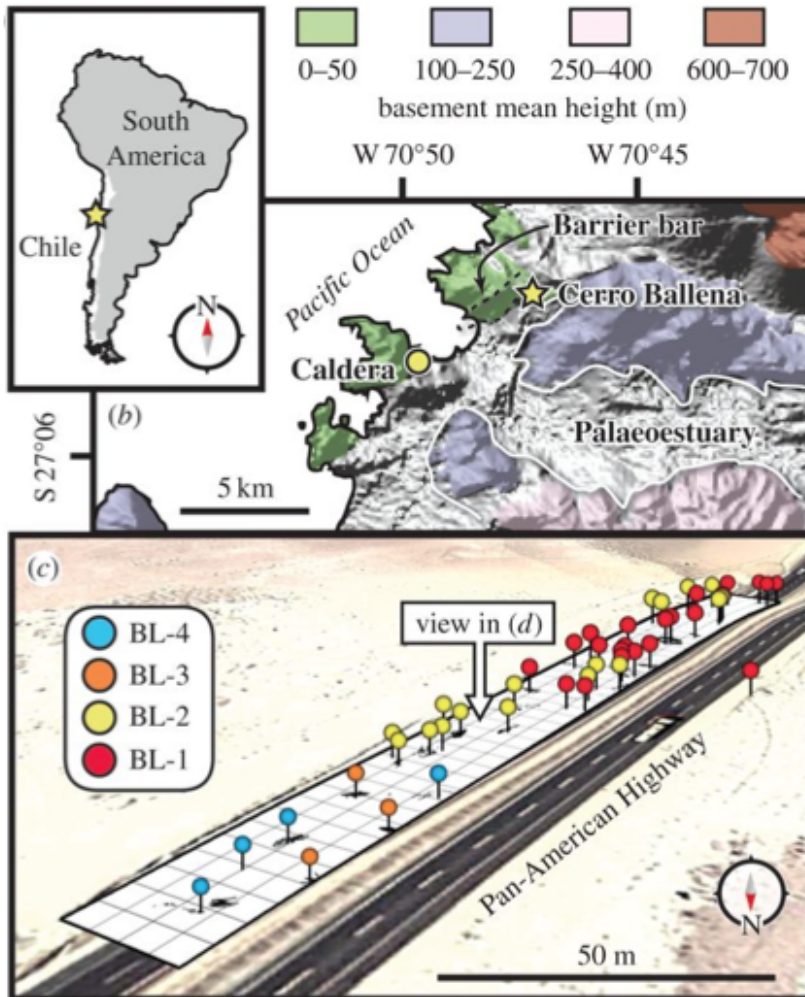 0–50
100–250
250–400
600–700
basement mean height (m)
W 70°50
W 70°45
South
America
Chile
N
Pacific Ocean
Barrier bar
Cerro Ballena
Caldera
Palaeoestuary
S 27°06
(b)
5 km
(c)
BL-4
BL-3
BL-2
BL-1
view in (d)
Pan-American Highway
N
50 m